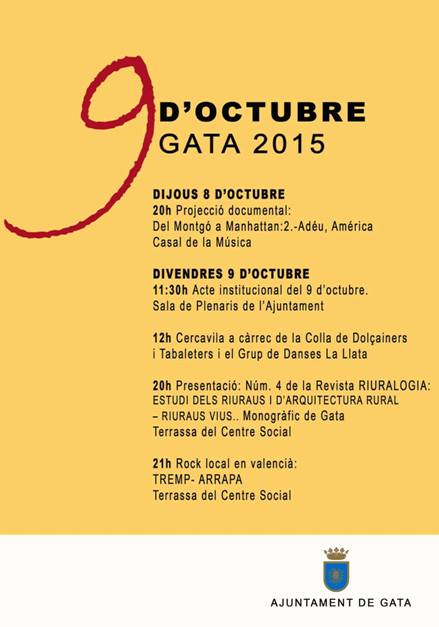 9 D'OCTUBRE
GATA 2015
DIJOUS 8 D'OCTUBRE
20h Projecció documental:
Del Montgó a Manhattan:2.-Adéu, América
Casal de la Música
DIVENDRES 9 D'OCTUBRE
11:30h Acte institucional del 9 d'octubre.
Sala de Plenaris de l'Ajuntament
12h Cercavila a càrrec de la Colla de Dolçainers
i Tabaleters i el Grup de Danses La Llata
20h Presentació: Núm. 4 de la Revista RIURALOGIA:
ESTUDI DELS RIURAUS I D'ARQUITECTURA RURAL
– RIURAUS VIUS.. Monogràfic de Gata
Terrassa del Centre Social
21h Rock local en valencià:
TREMP- ARRAPA
Terrassa del Centre Social
AJUNTAMENT DE GATA